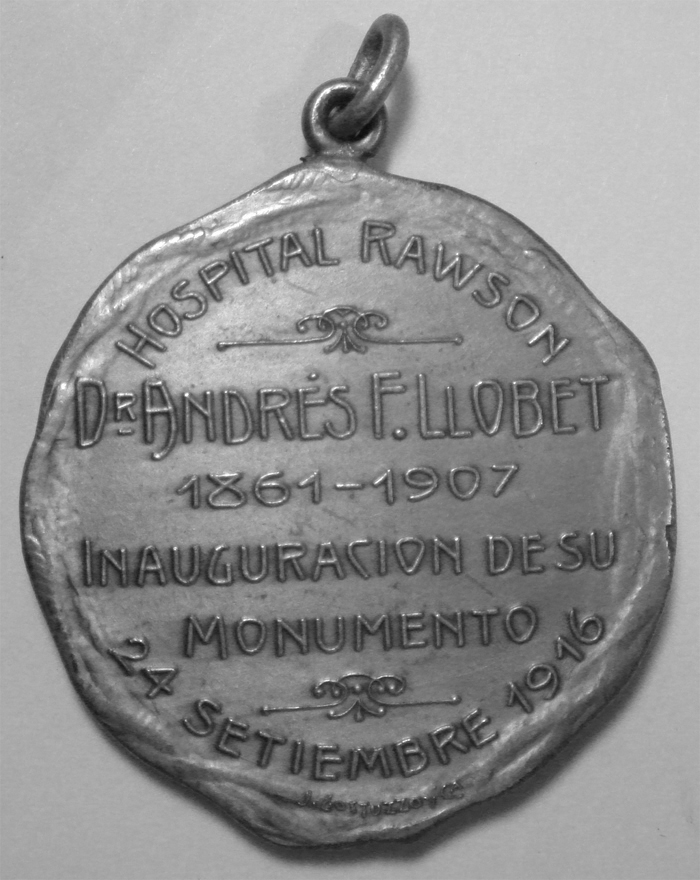 HOSPITAL RAWSON
DR ANDRÉS F. LLOBET
1861-1907
INAUGURACION DE SU
MONUMENTO
24 SETIEMBRE 1916